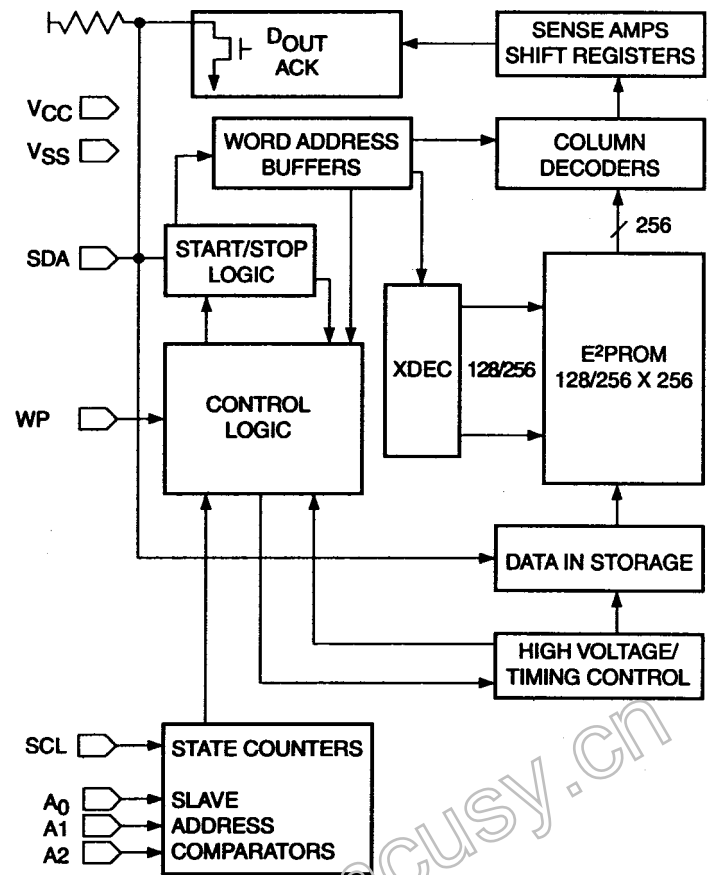 DOUT
ACK
SENSE AMPS
SHIFT REGISTERS
VCC
VSS
WORD ADDRESS
BUFFERS
COLUMN
DECODERS
256
SDA
START/STOP
LOGIC
XDEC
128/256
E²PROM
128/256 X 256
WP
CONTROL
LOGIC
DATA IN STORAGE
HIGH VOLTAGE/
TIMING CONTROL
SCL
STATE COUNTERS
A0
SLAVE
A1
ADDRESS
A2
COMPARATORS
ocusy.cn